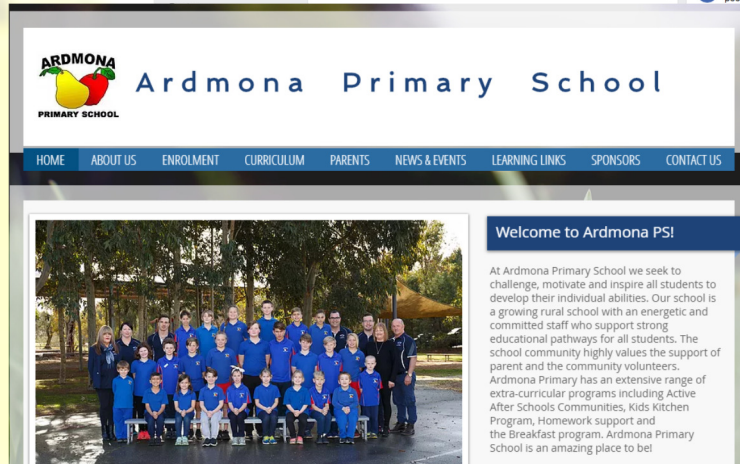 ARDMONA
PRIMARY SCHOOL
Ardmona Primary School
HOME ABOUT US ENROLMENT CURRICULUM PARENTS NEWS & EVENTS LEARNING LINKS SPONSORS CONTACT US
Welcome to Ardmona PS!
At Ardmona Primary School we seek to
challenge, motivate and inspire all students to
develop their individual abilities. Our school is
a growing rural school with an energetic and
committed staff who support strong
educational pathways for all students. The
school community highly values the support of
parent and the community volunteers.
Ardmona Primary has an extensive range of
extra-curricular programs including Active
After Schools Communities, Kids Kitchen
Program, Homework support and
the Breakfast program. Ardmona Primary
School is an amazing place to be!